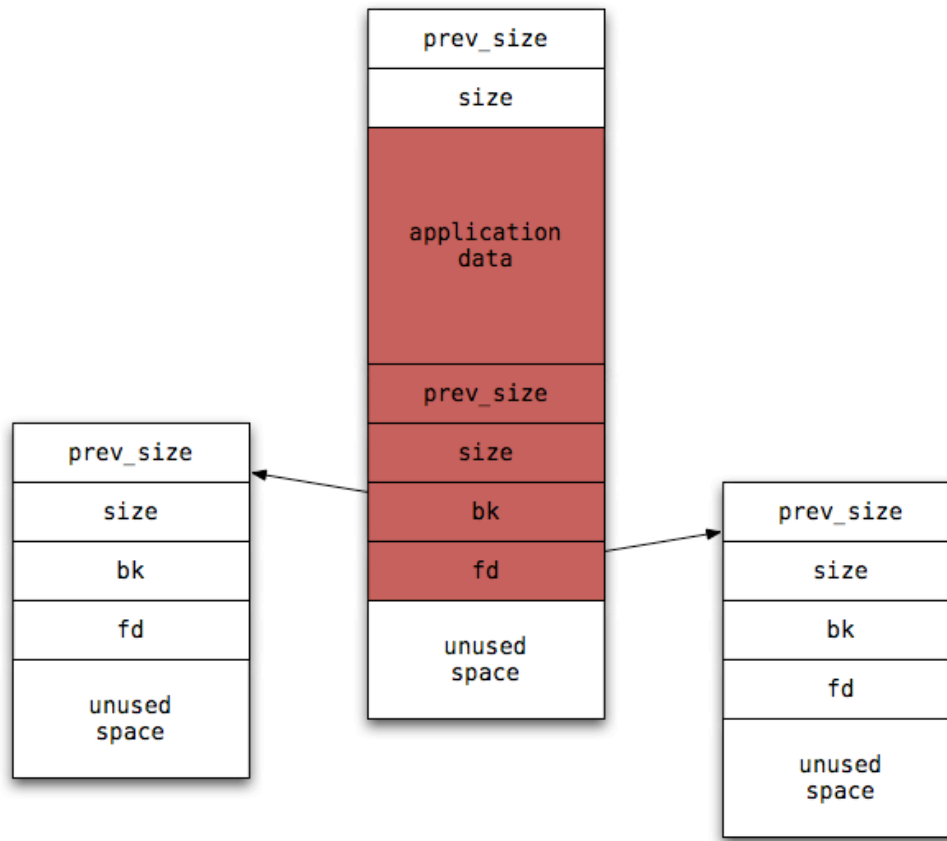 prev_size
size
application
data
prev_size
size
bk
fd
unused
space
prev_size
size
bk
fd
unused
space
prev_size
size
bk
fd
unused
space